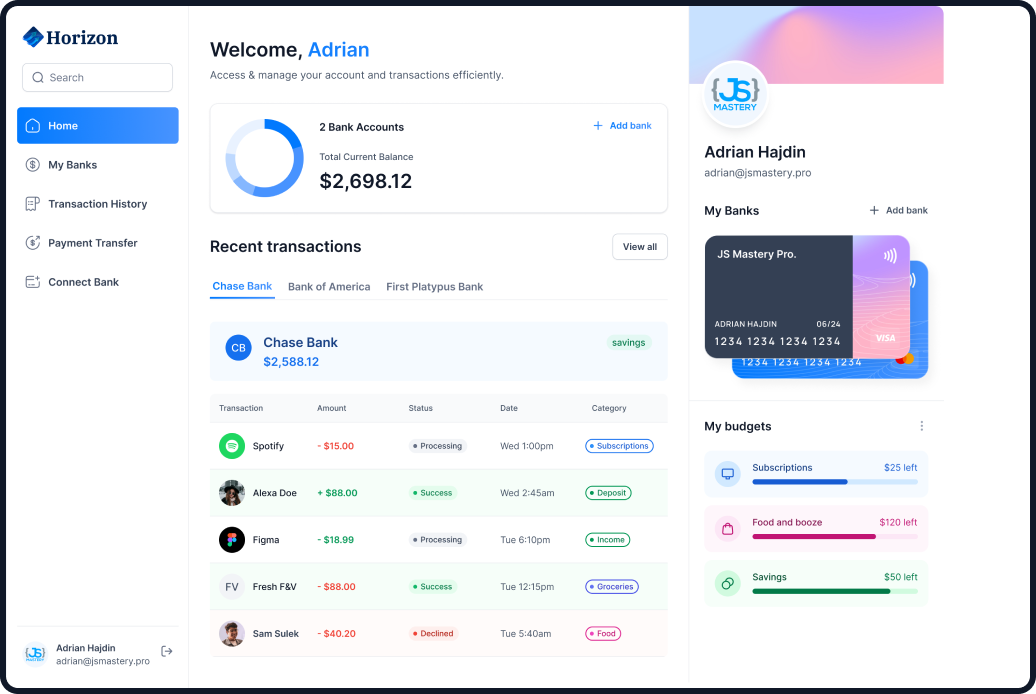 Horizon
Search
Home
My Banks
Transaction History
Payment Transfer
Connect Bank
Adrian Hajdin
adrian@jsmastery.pro
Welcome, Adrian
Access & manage your account and transactions efficiently.
2 Bank Accounts
+ Add bank
Total Current Balance
$2,698.12
Recent transactions
View all
Chase Bank Bank of America First Platypus Bank
CB
Chase Bank
savings
$2,588.12
Transaction Amount Status Date Category
Spotify - $15.00 Processing Wed 1:00pm Subscriptions
Alexa Doe + $88.00 Success Wed 2:45am Deposit
Figma - $18.99 Processing Tue 6:10pm Income
FV Fresh F&V - $88.00 Success Tue 12:15pm Groceries
Sam Sulek - $40.20 Declined Tue 5:40am Food
{JS}
MASTERY
Adrian Hajdin
adrian@jsmastery.pro
My Banks
+ Add bank
JS Mastery Pro.
ADRIAN HAJDIN 06/24
1234 1234 1234 1234
VISA
1234 1234 1234 1234
My budgets
Subscriptions $25 left
Food and booze $120 left
Savings $50 left
JS
MASTERY